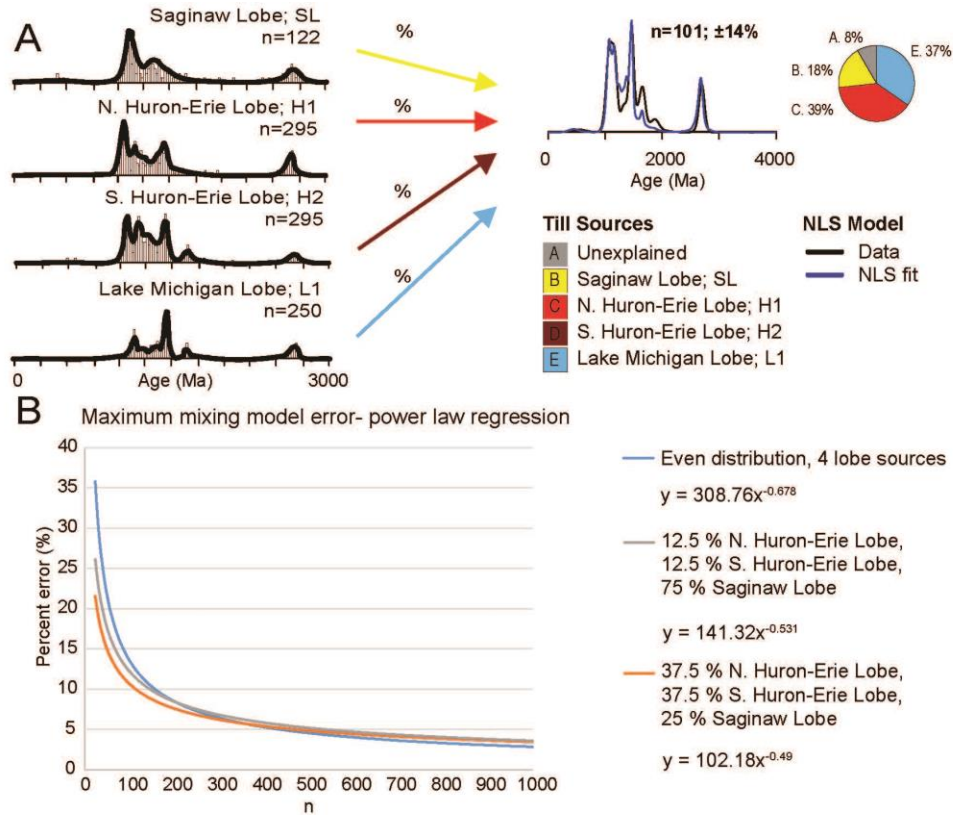 A
Saginaw Lobe; SL
n=122
N. Huron-Erie Lobe; H1
n=295
S. Huron-Erie Lobe; H2
n=295
Lake Michigan Lobe; L1
n=250
0 Age (Ma) 3000
%
%
%
%
n=101; ±14%
0 2000 4000
Age (Ma)
A. 8%
B. 18%
C. 39%
E. 37%
Till Sources
A Unexplained
B Saginaw Lobe; SL
C N. Huron-Erie Lobe; H1
D S. Huron-Erie Lobe; H2
E Lake Michigan Lobe; L1
NLS Model
Data
NLS fit
B Maximum mixing model error- power law regression
Percent error (%)
40
35
30
25
20
15
10
5
0
0 100 200 300 400 500 600 700 800 900 1000
n
Even distribution, 4 lobe sources
y = 308.76x^-0.678
12.5 % N. Huron-Erie Lobe,
12.5 % S. Huron-Erie Lobe,
75 % Saginaw Lobe
y = 141.32x^-0.531
37.5 % N. Huron-Erie Lobe,
37.5 % S. Huron-Erie Lobe,
25 % Saginaw Lobe
y = 102.18x^-0.49